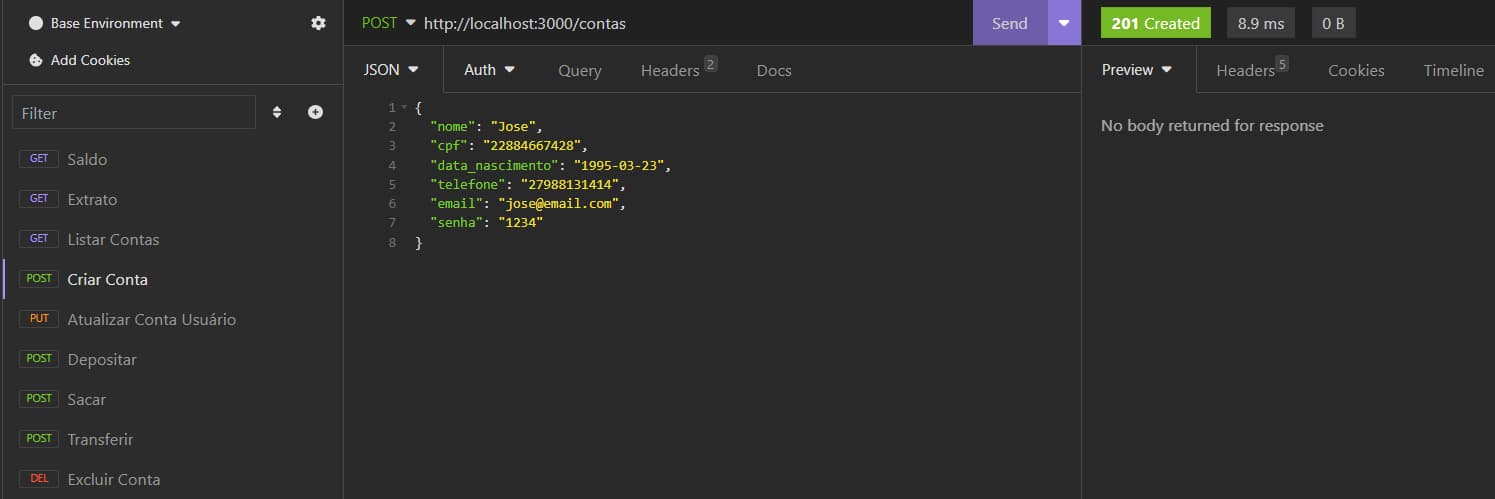 Base Environment
Add Cookies
Filter
GET Saldo
GET Extrato
GET Listar Contas
POST Criar Conta
PUT Atualizar Conta Usuário
POST Depositar
POST Sacar
POST Transferir
DEL Excluir Conta
POST http://localhost:3000/contas Send
JSON Auth Query Headers 2 Docs
1 {
2 "nome": "Jose",
3 "cpf": "22884667428",
4 "data_nascimento": "1995-03-23",
5 "telefone": "27988131414",
6 "email": "jose@email.com",
7 "senha": "1234"
8 }
201 Created 8.9 ms 0 B
Preview Headers 5 Cookies Timeline
No body returned for response